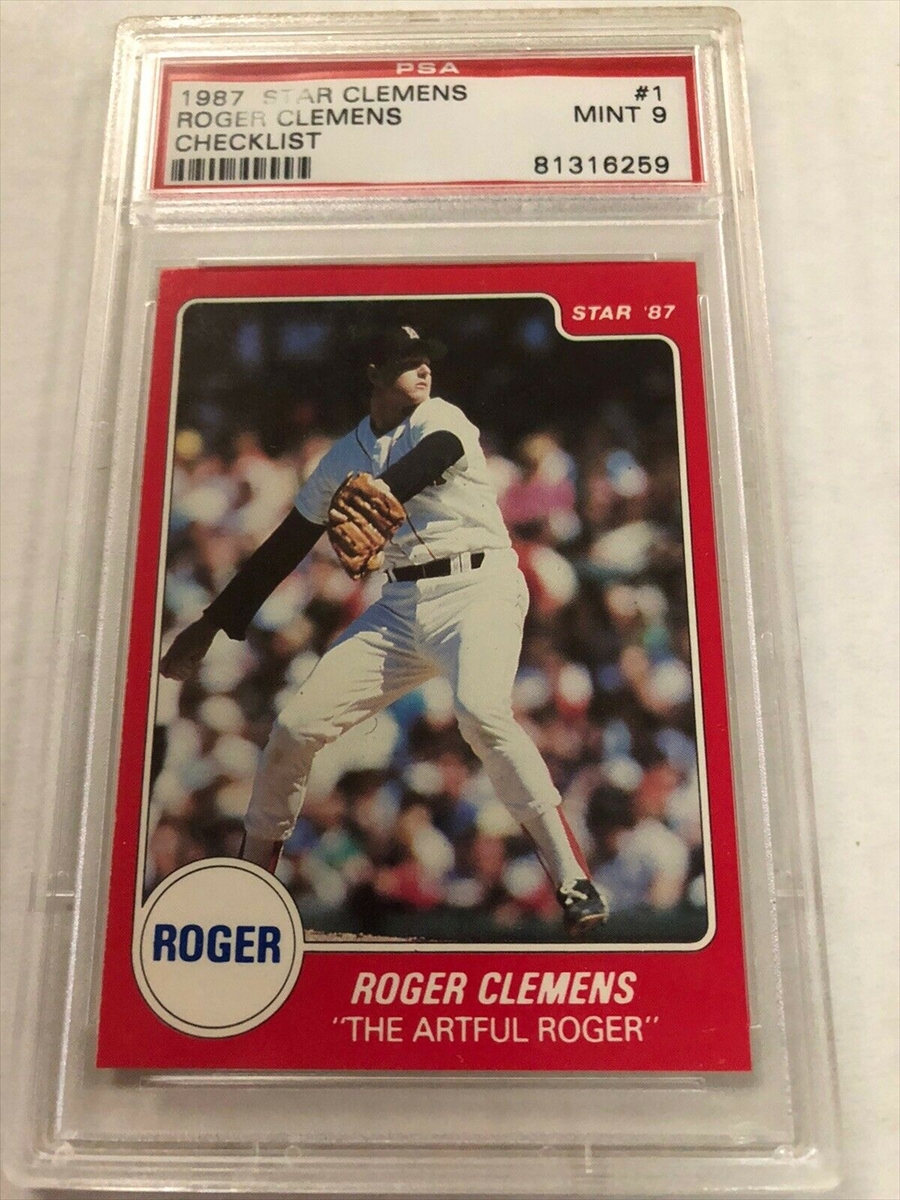 PSA
1987 STAR CLEMENS #1
ROGER CLEMENS MINT 9
CHECKLIST
81316259
STAR '87
ROGER
ROGER CLEMENS
"THE ARTFUL ROGER"